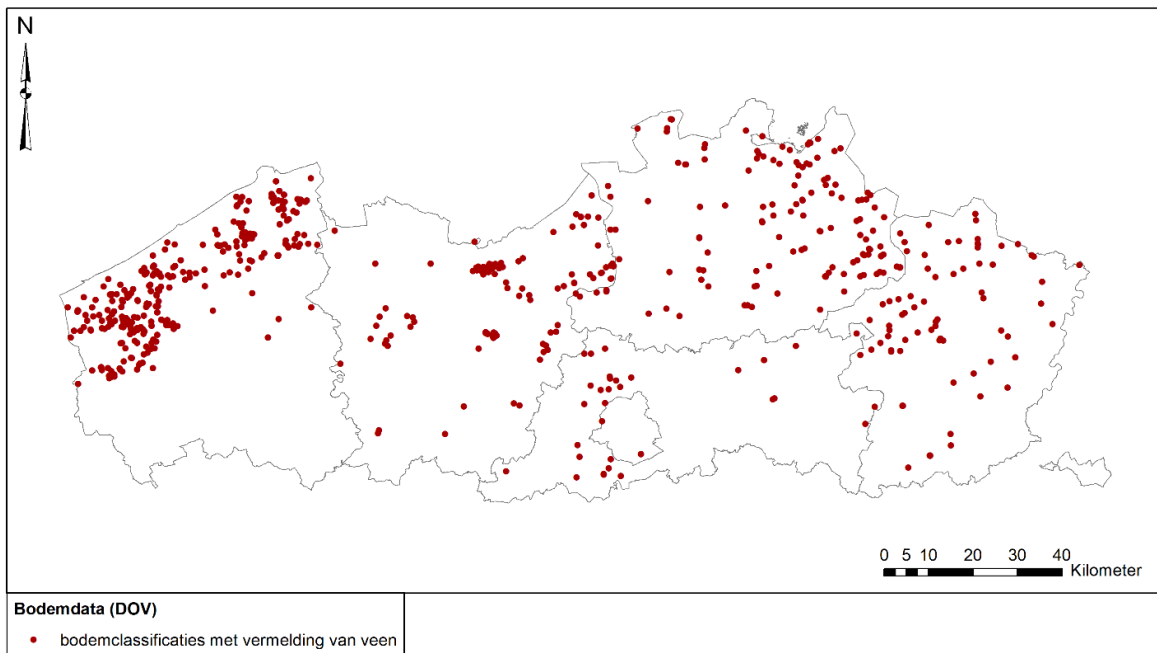 N
0 5 10 20 30 40
Kilometer
Bodemdata (DOV)
bodemclassificaties met vermelding van veen